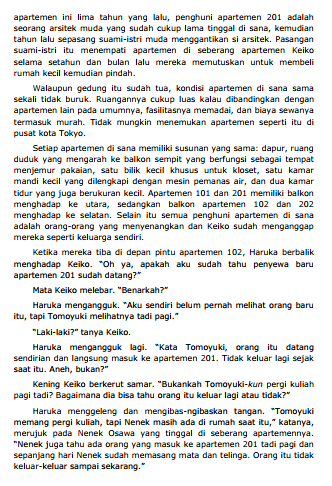 apartemen ini lima tahun yang lalu, penghuni apartemen 201 adalah
seorang arsitek muda yang sudah cukup lama tinggal di sana, kemudian
tahun lalu sepasang suami-istri muda menggantikan si arsitek. Pasangan
suami-istri itu menempati apartemen di seberang apartemen Keiko
selama setahun dan bulan lalu mereka memutuskan untuk membeli
rumah kecil kemudian pindah.
Walaupun gedung itu sudah tua, kondisi apartemen di sana sama
sekali tidak buruk. Ruangannya cukup luas kalau dibandingkan dengan
apartemen lain pada umumnya, fasilitasnya memadai, dan biaya sewanya
termasuk murah. Tidak mungkin menemukan apartemen seperti itu di
pusat kota Tokyo.
Setiap apartemen di sana memiliki susunan yang sama: dapur, ruang
duduk yang mengarah ke balkon sempit yang berfungsi sebagai tempat
menjemur pakaian, satu bilik kecil khusus untuk kloset, satu kamar
mandi kecil yang dilengkapi dengan mesin pemanas air, dan dua kamar
tidur yang juga berukuran kecil. Apartemen 101 dan 201 memiliki balkon
menghadap ke utara, sedangkan balkon apartemen 102 dan 202
menghadap ke selatan. Selain itu semua penghuni apartemen di sana
adalah orang-orang yang menyenangkan dan Keiko sudah menganggap
mereka seperti keluarga sendiri.
Ketika mereka tiba di depan pintu apartemen 102, Haruka berbalik
menghadap Keiko. “Oh ya, apakah aku sudah tahu penyewa baru
apartemen 201 sudah datang?”
Mata Keiko melebar. “Benarkah?”
Haruka mengangguk. “Aku sendiri belum pernah melihat orang baru
itu, tapi Tomoyuki melihatnya tadi pagi.”
“Laki-laki?” tanya Keiko.
Haruka mengangguk lagi. “Kata Tomoyuki, orang itu datang
sendirian dan langsung masuk ke apartemen 201. Tidak keluar lagi sejak
saat itu. Aneh, bukan?”
Kening Keiko berkerut samar. “Bukankah Tomoyuki-kun pergi kuliah
pagi tadi? Bagaimana dia bisa tahu orang itu keluar lagi atau tidak?”
Haruka menggeleng dan mengibas-ngibaskan tangan. “Tomoyuki
memang pergi kuliah, tapi Nenek masih ada di rumah saat itu,” katanya,
merujuk pada Nenek Osawa yang tinggal di seberang apartemennya.
“Nenek juga tahu ada orang yang masuk ke apartemen 201 tadi pagi dan
sepanjang hari Nenek sudah memasang mata dan telinga. Orang itu tidak
keluar-keluar sampai sekarang.”